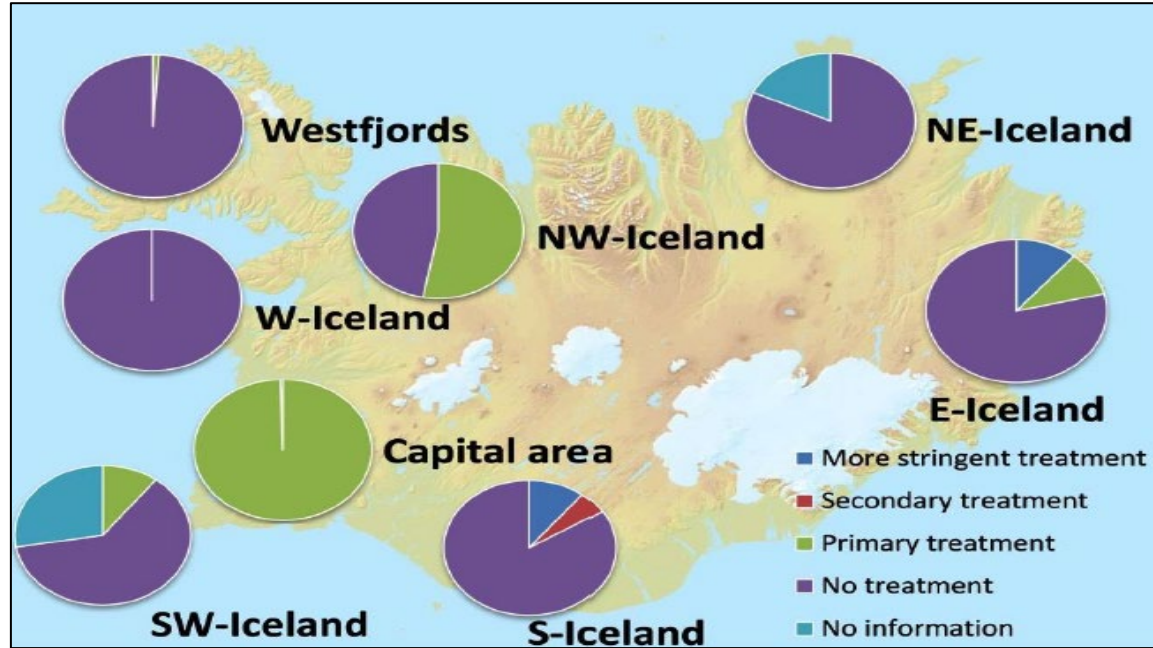 Westfjords
NE-Iceland
NW-Iceland
W-Iceland
E-Iceland
Capital area
SW-Iceland
S-Iceland
More stringent treatment
Secondary treatment
Primary treatment
No treatment
No information